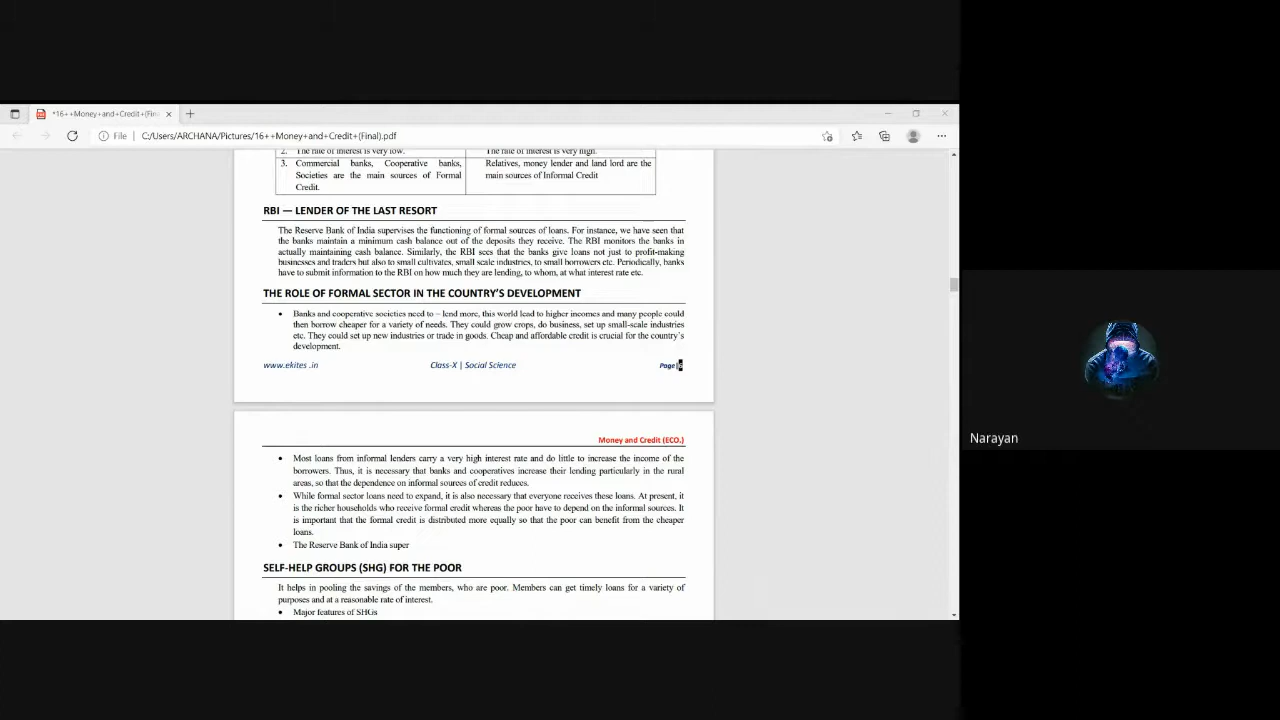 *16++Money+and+Credit+(Fin
File
C:/Users/ARCHANA/Pictures/16++Money+and+Credit+(Final).pdf
2. The rate of interest is very low.
The rate of interest is very high.
3. Commercial banks, Cooperative banks,
Societies are the main sources of Formal
Credit.
Relatives, money lender and land lord are the
main sources of Informal Credit
RBI — LENDER OF THE LAST RESORT
The Reserve Bank of India supervises the functioning of formal sources of loans. For instance, we have seen that
the banks maintain a minimum cash balance out of the deposits they receive. The RBI monitors the banks in
actually maintaining cash balance. Similarly, the RBI sees that the banks give loans not just to profit-making
businesses and traders but also to small cultivates, small scale industries, to small borrowers etc. Periodically, banks
have to submit information to the RBI on how much they are lending, to whom, at what interest rate etc.
THE ROLE OF FORMAL SECTOR IN THE COUNTRY'S DEVELOPMENT
• Banks and cooperative societies need to – lend more, this world lead to higher incomes and many people could
then borrow cheaper for a variety of needs. They could grow crops, do business, set up small-scale industries
etc. They could set up new industries or trade in goods. Cheap and affordable credit is crucial for the country's
development.
www.ekites .in
Class-X | Social Science
Page|
Money and Credit (ECO.)
• Most loans from informal lenders carry a very high interest rate and do little to increase the income of the
borrowers. Thus, it is necessary that banks and cooperatives increase their lending particularly in the rural
areas, so that the dependence on informal sources of credit reduces.
• While formal sector loans need to expand, it is also necessary that everyone receives these loans. At present, it
is the richer households who receive formal credit whereas the poor have to depend on the informal sources. It
is important that the formal credit is distributed more equally so that the poor can benefit from the cheaper
loans.
• The Reserve Bank of India super
SELF-HELP GROUPS (SHG) FOR THE POOR
It helps in pooling the savings of the members, who are poor. Members can get timely loans for a variety of
purposes and at a reasonable rate of interest.
• Major features of SHGs
Narayan